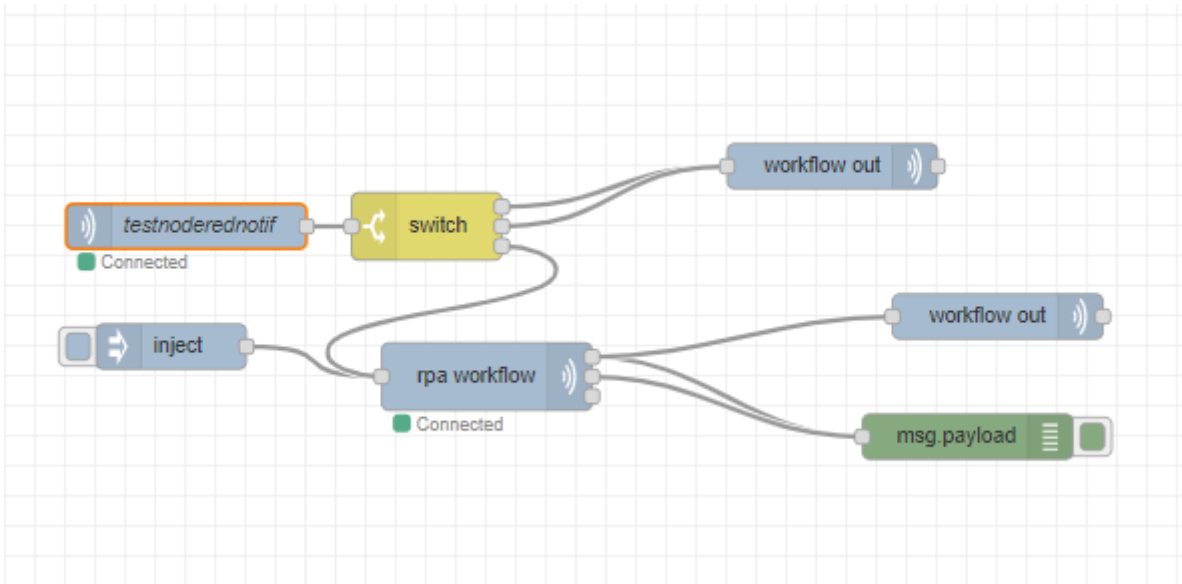 workflow out
testnoderednotif
switch
Connected
workflow out
inject
rpa workflow
Connected
msg.payload